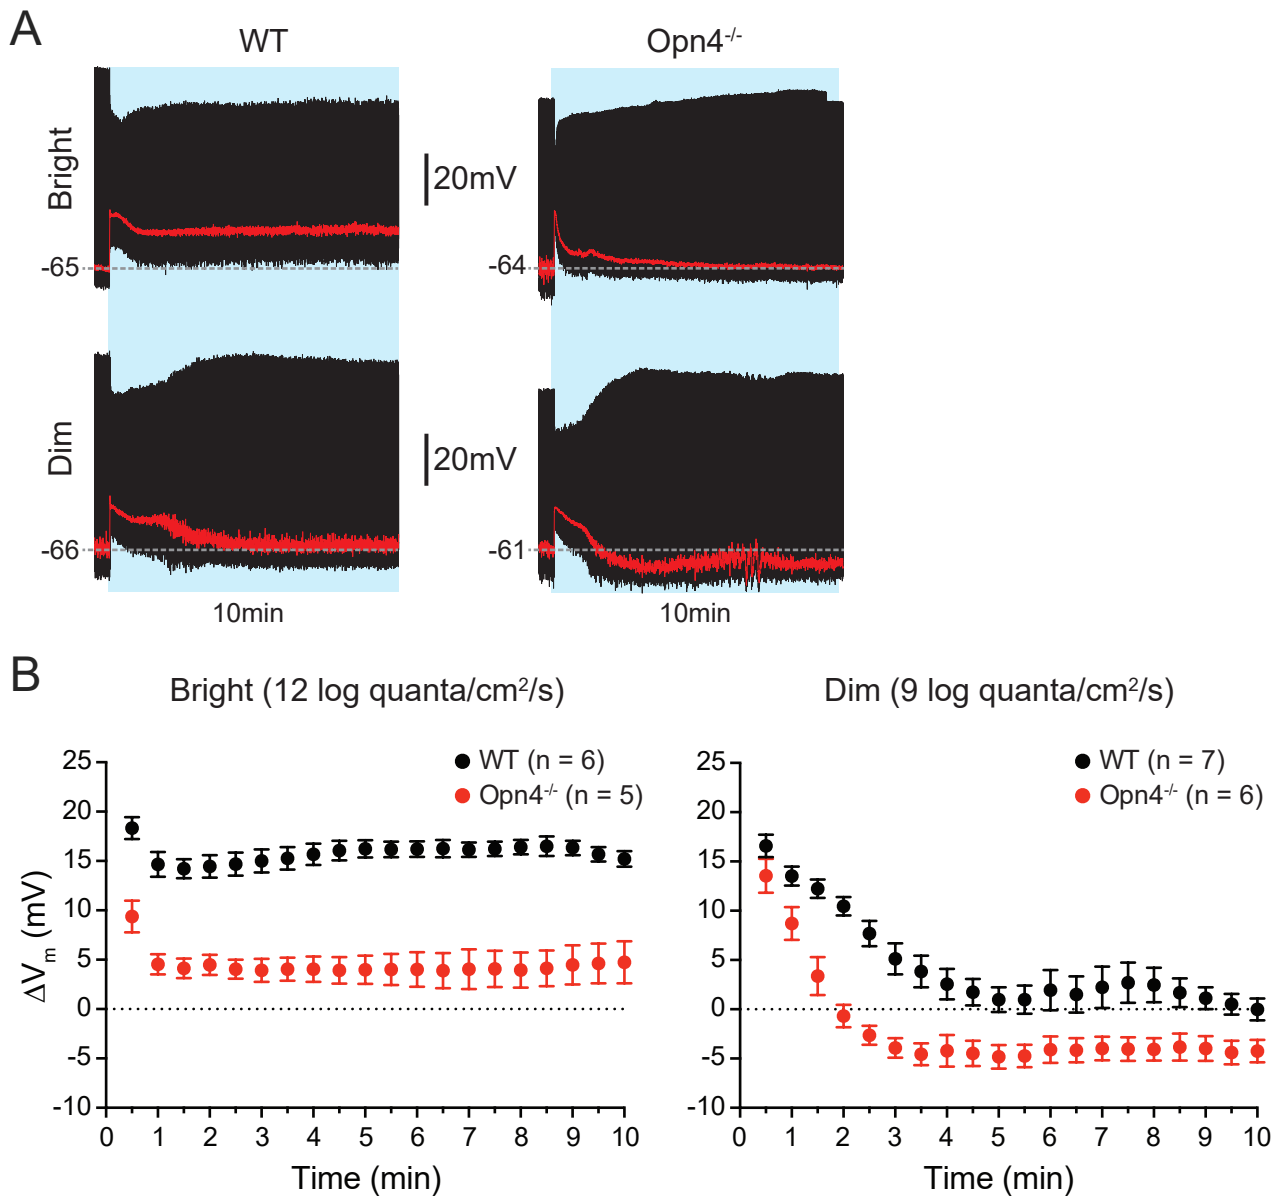 A
WT
Opn4-/-
Bright
20mV
-65
-64
Dim
20mV
-66
-61
10min
10min
B
Bright (12 log quanta/cm²/s)
Dim (9 log quanta/cm²/s)
WT (n = 6)
Opn4-/- (n = 5)
WT (n = 7)
Opn4-/- (n = 6)
ΔVm (mV)
25
20
15
10
5
0
-5
-10
0 1 2 3 4 5 6 7 8 9 10
Time (min)
25
20
15
10
5
0
-5
-10
0 1 2 3 4 5 6 7 8 9 10
Time (min)